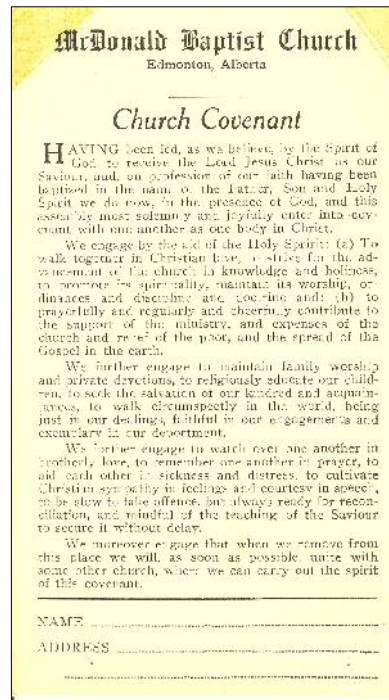 McDonald Baptist Church
Edmonton, Alberta
Church Covenant
HAVING been led, as we believe, by the Spirit of
God to receive the Lord Jesus Christ as our
Saviour, and, on profession of our faith having been
baptized in the name of the Father, Son and Holy
Spirit we do now, in the presence of God, and this
assembly most solemnly and joyfully enter into cov-
enant with one another as one body in Christ.
We engage by the aid of the Holy Spirit: (a) To
walk together in Christian love, to strive for the ad-
vancement of the church in knowledge and holiness,
to promote its spirituality, maintain its worship, or-
dinances and discipline and doctrine and: (b) to
prayerfully and regularly and cheerfully contribute to
the support of the ministry, and expenses of the
church and relief of the poor, and the spread of the
Gospel in the earth.
We further engage to maintain family worship
and private devotions, to religiously educate our child-
ren, to seek the salvation of our kindred and acquain-
tances, to walk circumspectly in the world, being
just in our dealings, faithful in our engagements and
exemplary in our deportment.
We further engage to watch over one another in
brotherly love, to remember one another in prayer, to
aid each other in sickness and distress, to cultivate
Christian sympathy in feelings and courtesy in speech,
to be slow to take offence, but always ready for recon-
ciliation, and mindful of the teaching of the Saviour
to secure it without delay.
We moreover engage that when we remove from
this place we will, as soon as possible, unite with
some other church, where we can carry out the spirit
of this covenant.
NAME
ADDRESS